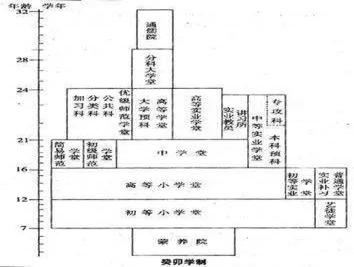 年龄 学年
32
通儒院
28
分科大学堂
24
加习科
分类科
公共科
优级师范学堂
大学预科
高等学堂
高等实业学堂
实业教员讲习所
中等实业学堂
专攻科
本科预科
21
简易师范学堂
初级师范学堂
中学堂
16
高等小学堂
初等实业学堂
实业补习普通学堂
12
初等小学堂
艺徒学堂
7
蒙养院
癸卯学制